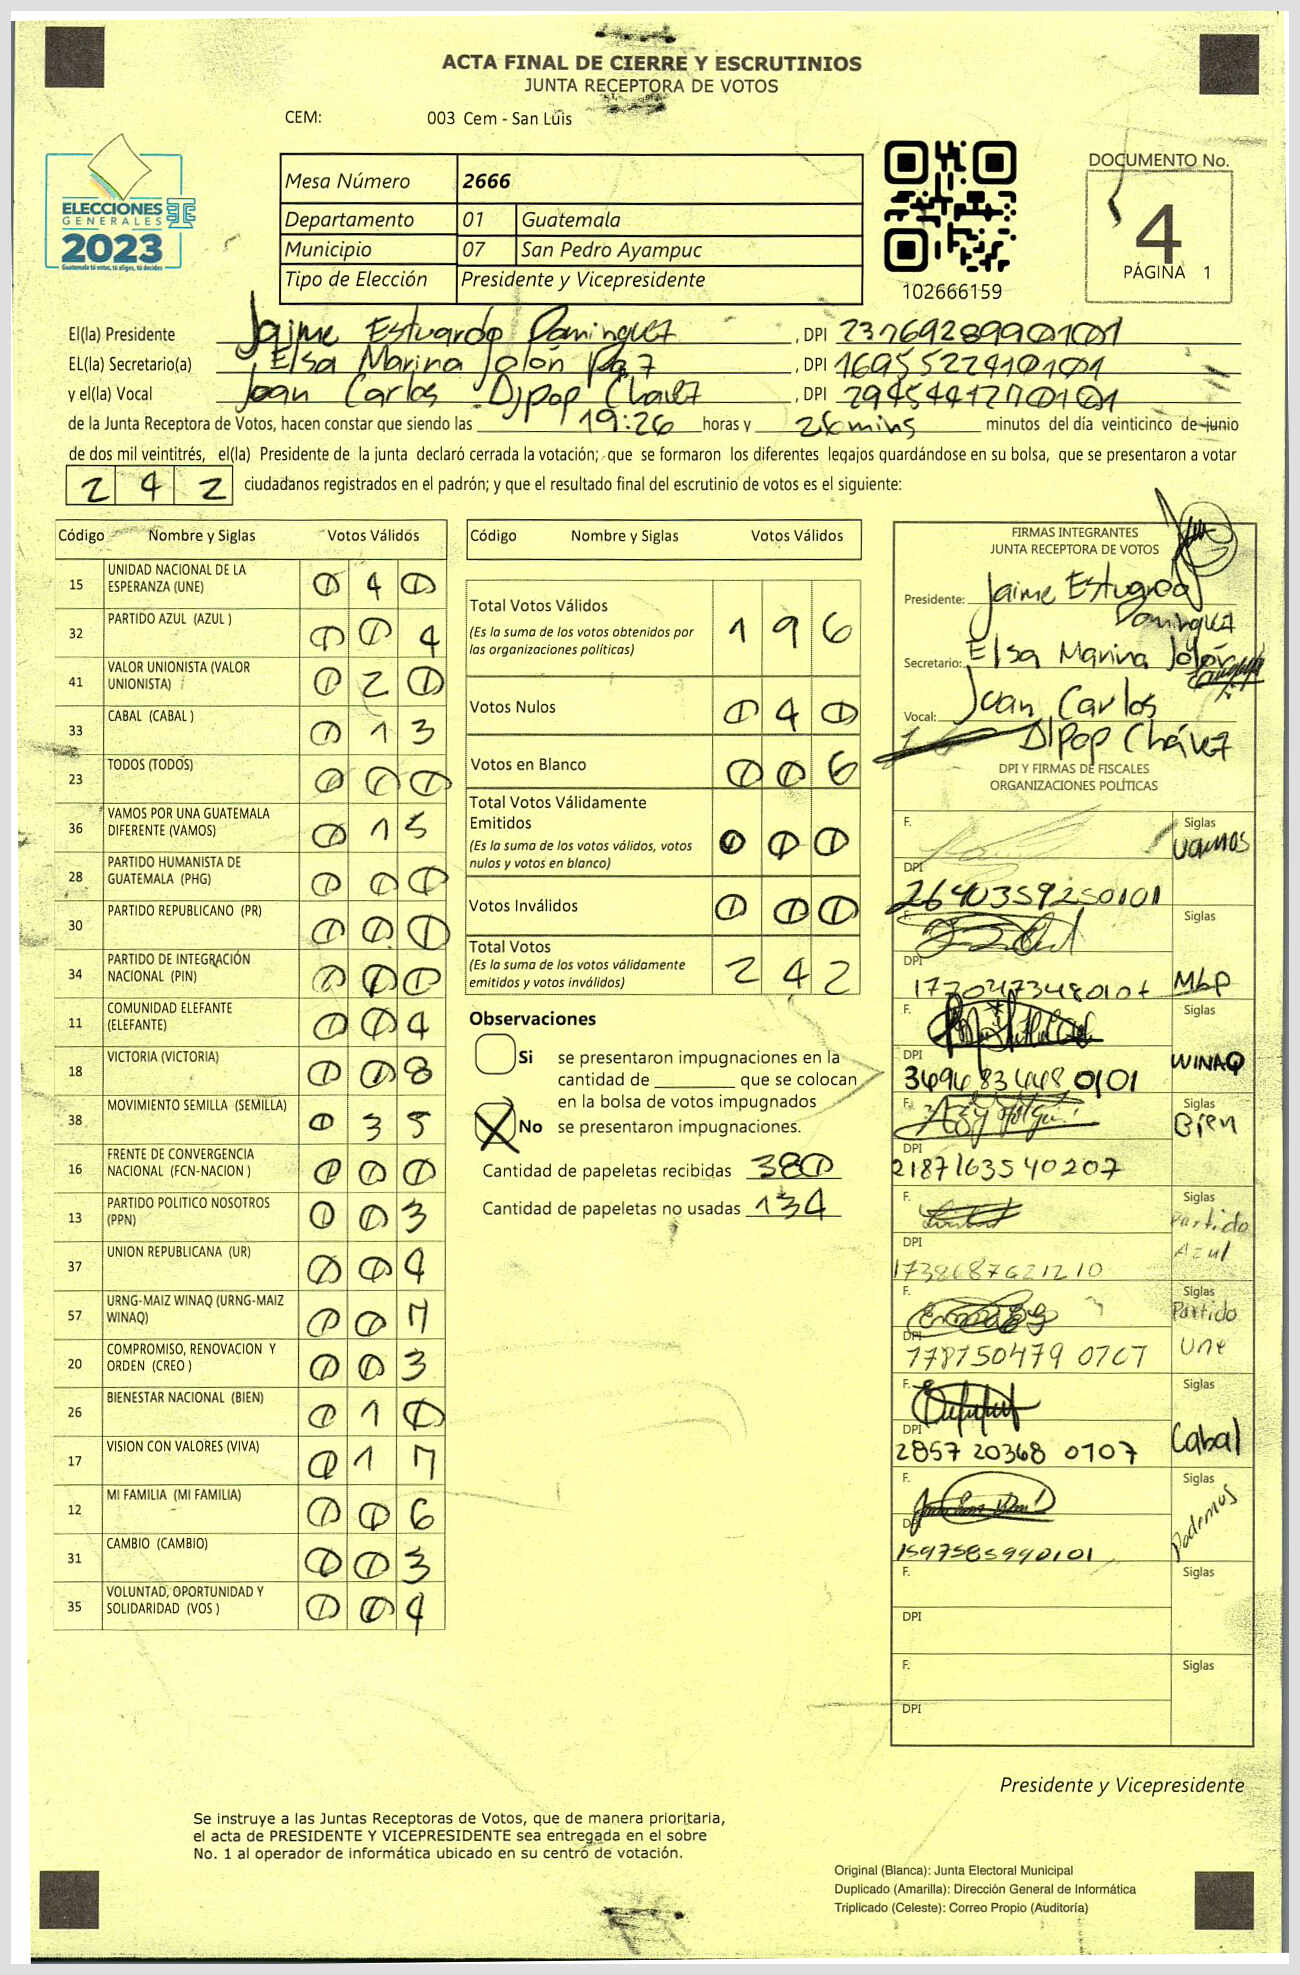 ACTA FINAL DE CIERRE Y ESCRUTINIOS
JUNTA RECEPTORA DE VOTOS
CEM: 003 Cem - San Luis
ELECCIONES
GENERALES
2023
Guatemala tú votas, tú eliges, tú decides
Mesa Número 2666
Departamento 01 Guatemala
Municipio 07 San Pedro Ayampuc
Tipo de Elección Presidente y Vicepresidente
102666159
DOCUMENTO No.
4
PÁGINA 1
El(la) Presidente Jaime Estuardo Dominguez , DPI 2376928990101
EL(la) Secretario(a) Elsa Marina Jolón Paz , DPI 1695522410101
y el(la) Vocal Joan Carlos DJpop Chavez , DPI 2945441270101
de la Junta Receptora de Votos, hacen constar que siendo las 19:26 horas y 26 mins minutos del día veinticinco de junio
de dos mil veintitrés, el(la) Presidente de la junta declaró cerrada la votación; que se formaron los diferentes legajos guardándose en su bolsa, que se presentaron a votar
242 ciudadanos registrados en el padrón; y que el resultado final del escrutinio de votos es el siguiente:
Código Nombre y Siglas Votos Válidos
15 UNIDAD NACIONAL DE LA ESPERANZA (UNE) 0 4 0
32 PARTIDO AZUL (AZUL ) 0 0 4
41 VALOR UNIONISTA (VALOR UNIONISTA) 0 2 0
33 CABAL (CABAL ) 0 1 3
23 TODOS (TODOS) 0 0 0
36 VAMOS POR UNA GUATEMALA DIFERENTE (VAMOS) 0 1 5
28 PARTIDO HUMANISTA DE GUATEMALA (PHG) 0 0 0
30 PARTIDO REPUBLICANO (PR) 0 0 0
34 PARTIDO DE INTEGRACIÓN NACIONAL (PIN) 0 0 0
11 COMUNIDAD ELEFANTE (ELEFANTE) 0 0 4
18 VICTORIA (VICTORIA) 0 0 8
38 MOVIMIENTO SEMILLA (SEMILLA) 0 3 5
16 FRENTE DE CONVERGENCIA NACIONAL (FCN-NACION ) 0 0 0
13 PARTIDO POLITICO NOSOTROS (PPN) 0 0 3
37 UNION REPUBLICANA (UR) 0 0 4
57 URNG-MAIZ WINAQ (URNG-MAIZ WINAQ) 0 0 7
20 COMPROMISO, RENOVACION Y ORDEN (CREO ) 0 0 3
26 BIENESTAR NACIONAL (BIEN) 0 1 0
17 VISION CON VALORES (VIVA) 0 1 7
12 MI FAMILIA (MI FAMILIA) 0 0 6
31 CAMBIO (CAMBIO) 0 0 3
35 VOLUNTAD, OPORTUNIDAD Y SOLIDARIDAD (VOS ) 0 0 4
Código Nombre y Siglas Votos Válidos
Total Votos Válidos 1 9 6
(Es la suma de los votos obtenidos por
las organizaciones políticas)
Votos Nulos 0 4 0
Votos en Blanco 0 0 6
Total Votos Válidamente
Emitidos 0 0 0
(Es la suma de los votos válidos, votos
nulos y votos en blanco)
Votos Inválidos 0 0 0
Total Votos 2 4 2
(Es la suma de los votos válidamente
emitidos y votos inválidos)
Observaciones
Si se presentaron impugnaciones en la
cantidad de ________ que se colocan
en la bolsa de votos impugnados
X No se presentaron impugnaciones.
Cantidad de papeletas recibidas 380
Cantidad de papeletas no usadas 134
FIRMAS INTEGRANTES
JUNTA RECEPTORA DE VOTOS
Presidente: Jaime Estuardo
Dominguez
Secretario: Elsa Marina Jolón
Vocal: Juan Carlos
DJpop Chávez
DPI Y FIRMAS DE FISCALES
ORGANIZACIONES POLÍTICAS
F. Siglas
Vamos
DPI
2640359250101
F. Siglas
DPI
MLP
F. Siglas
DPI WINAQ
3494834480101
F. Siglas
Bien
DPI
2187163540207
F. Siglas
Partido
Azul
DPI
F. Siglas
Partido
Une
DPI
F. Siglas
DPI Cabal
2857 20368 0107
F. Siglas
Podemos
DPI
1597585990101
F. Siglas
DPI
F. Siglas
DPI
Presidente y Vicepresidente
Se instruye a las Juntas Receptoras de Votos, que de manera prioritaria,
el acta de PRESIDENTE Y VICEPRESIDENTE sea entregada en el sobre
No. 1 al operador de informática ubicado en su centro de votación.
Original (Blanca): Junta Electoral Municipal
Duplicado (Amarilla): Dirección General de Informática
Triplicado (Celeste): Correo Propio (Auditoría)